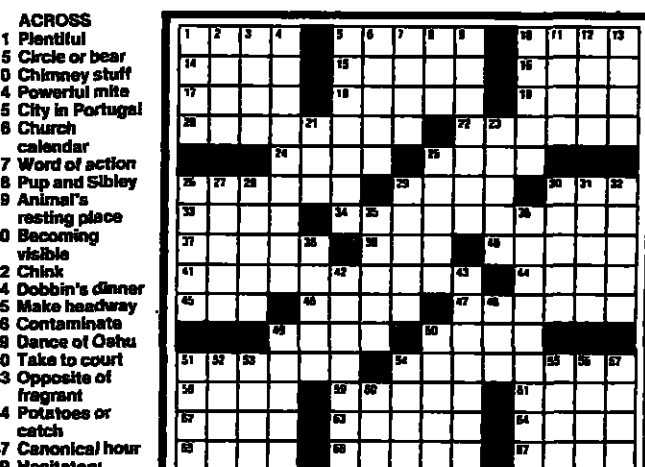 ACROSS
1 Plentiful
5 Circle or bear
0 Chimney stuff
4 Powerful mite
5 City in Portugal
6 Church
calendar
7 Word of action
8 Pup and Sibley
9 Animal's
resting place
0 Becoming
visible
2 Chink
4 Dobbin's dinner
5 Make headway
6 Contaminate
9 Dance of Oahu
0 Take to court
3 Opposite of
fragrant
4 Potatoes or
catch
7 Canonical hour
1 2 3 4 5 6 7 8 9 10 11 12 13
14 15 16
17 18 19
20 21 22 23
24 25
26 27 28 29 30 31 32
33 34 35 36
37 38 39 40
41 42 43 44
45 46 47 48
49 50
51 52 53 54 55 56 57
58 59 60 61
62 63 64
65 66 67